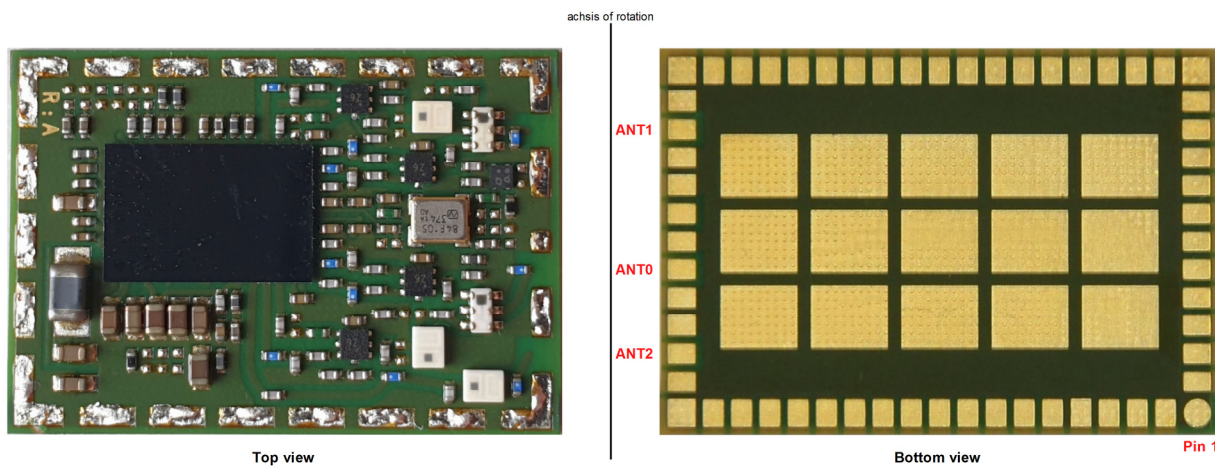 achsis of rotation
R:A
ANT1
ANT0
ANT2
Pin 1
Top view
Bottom view